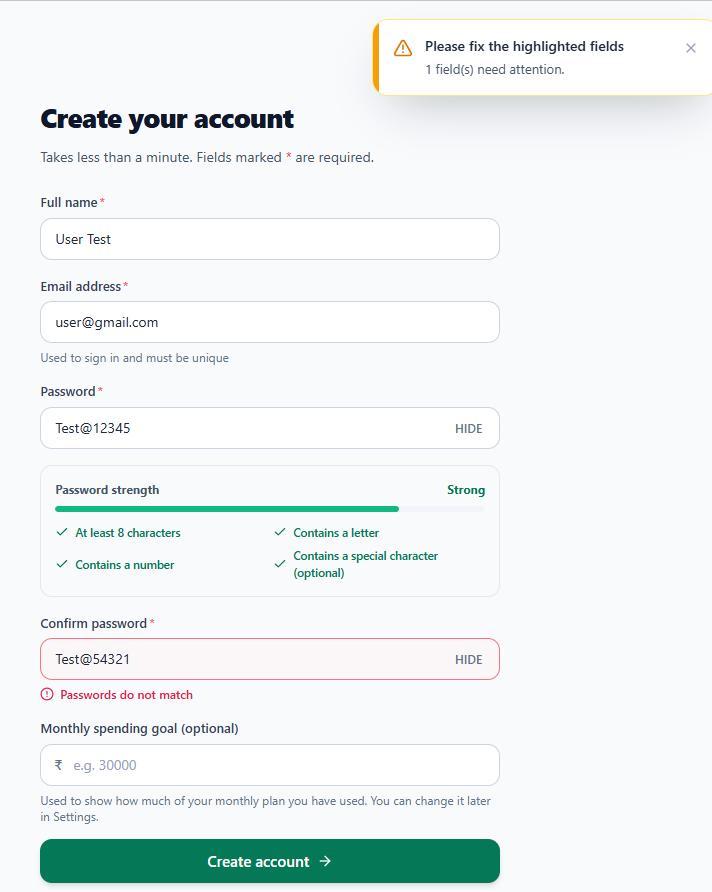 Please fix the highlighted fields
1 field(s) need attention.
Create your account
Takes less than a minute. Fields marked * are required.
Full name*
User Test
Email address*
user@gmail.com
Used to sign in and must be unique
Password*
Test@12345 HIDE
Password strength Strong
At least 8 characters Contains a letter
Contains a number Contains a special character
(optional)
Confirm password*
Test@54321 HIDE
Passwords do not match
Monthly spending goal (optional)
₹ e.g. 30000
Used to show how much of your monthly plan you have used. You can change it later
in Settings.
Create account →